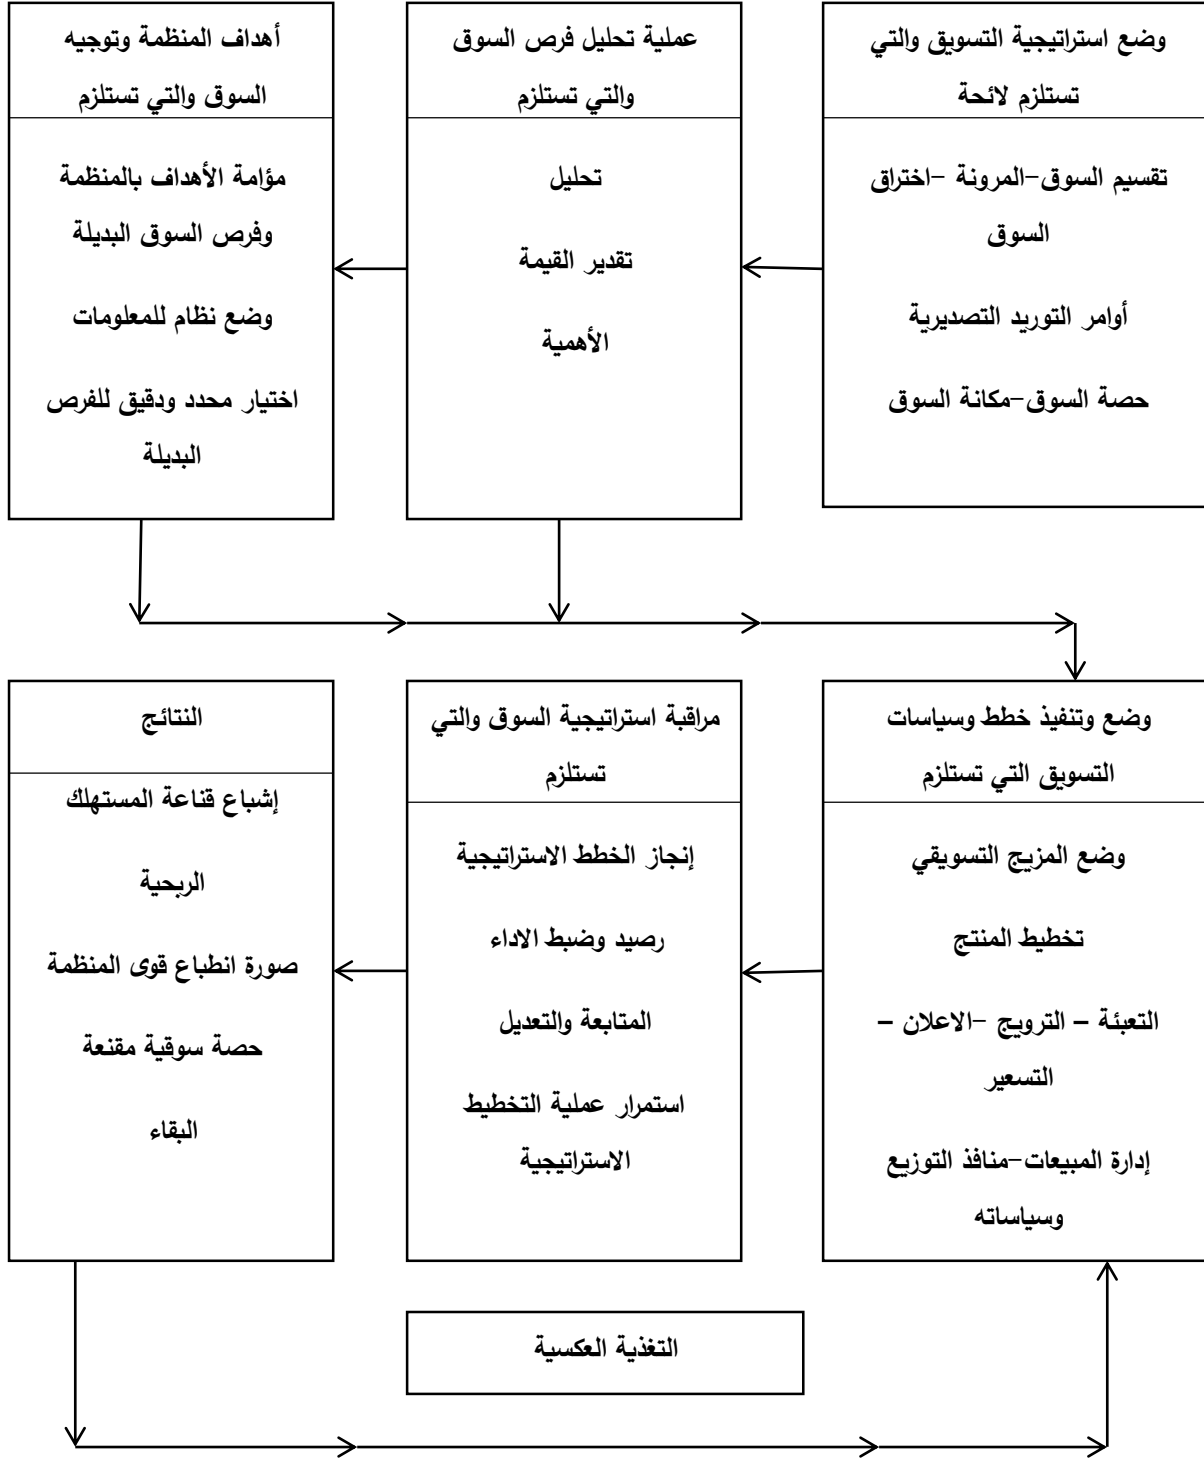 وضع استراتيجية التسويق والتي
تستلزم لائحة
تقسيم السوق-المرونة -اختراق
السوق
أوامر التوريد التصديرية
حصة السوق-مكانة السوق
عملية تحليل فرص السوق
والتي تستلزم
تحليل
تقدير القيمة
الأهمية
أهداف المنظمة وتوجيه
السوق والتي تستلزم
مؤامة الأهداف بالمنظمة
وفرص السوق البديلة
وضع نظام للمعلومات
اختيار محدد ودقيق للفرص
البديلة
وضع وتنفيذ خطط وسياسات
التسويق التي تستلزم
وضع المزيج التسويقي
تخطيط المنتج
التعبئة – الترويج -الاعلان –
التسعير
إدارة المبيعات-منافذ التوزيع
وسياساته
مراقبة استراتيجية السوق والتي
تستلزم
إنجاز الخطط الاستراتيجية
رصيد وضبط الاداء
المتابعة والتعديل
استمرار عملية التخطيط
الاستراتيجية
النتائج
إشباع قناعة المستهلك
الربحية
صورة انطباع قوى المنظمة
حصة سوقية مقنعة
البقاء
التغذية العكسية